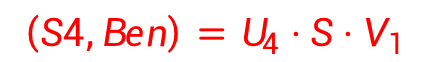 (S4, Ben) = U₄ · S · V₁